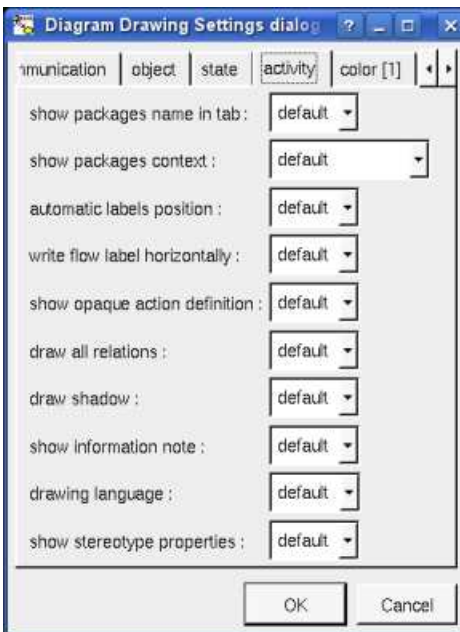 Diagram Drawing Settings dialog ?
munication object state activity color [1]
show packages name in tab : default
show packages context : default
automatic labels position : default
write flow label horizontally : default
show opaque action definition : default
draw all relations : default
draw shadow : default
show information note : default
drawing language : default
show stereotype properties : default
OK Cancel